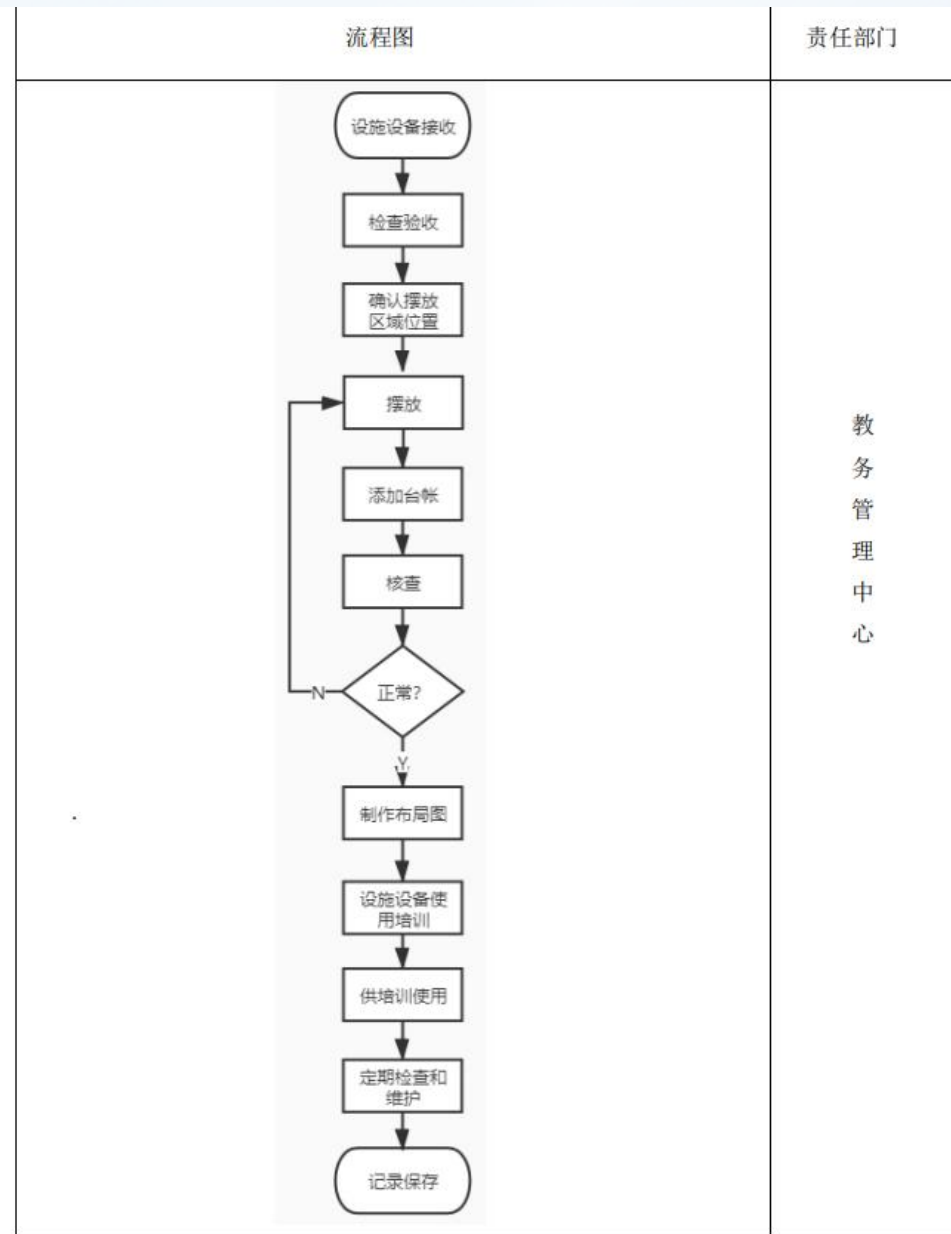 流程图
责任部门
设施设备接收
检查验收
确认摆放
区域位置
摆放
添加台帐
核查
正常?
N
Y
制作布局图
设施设备使
用培训
供培训使用
定期检查和
维护
记录保存
教
务
管
理
中
心